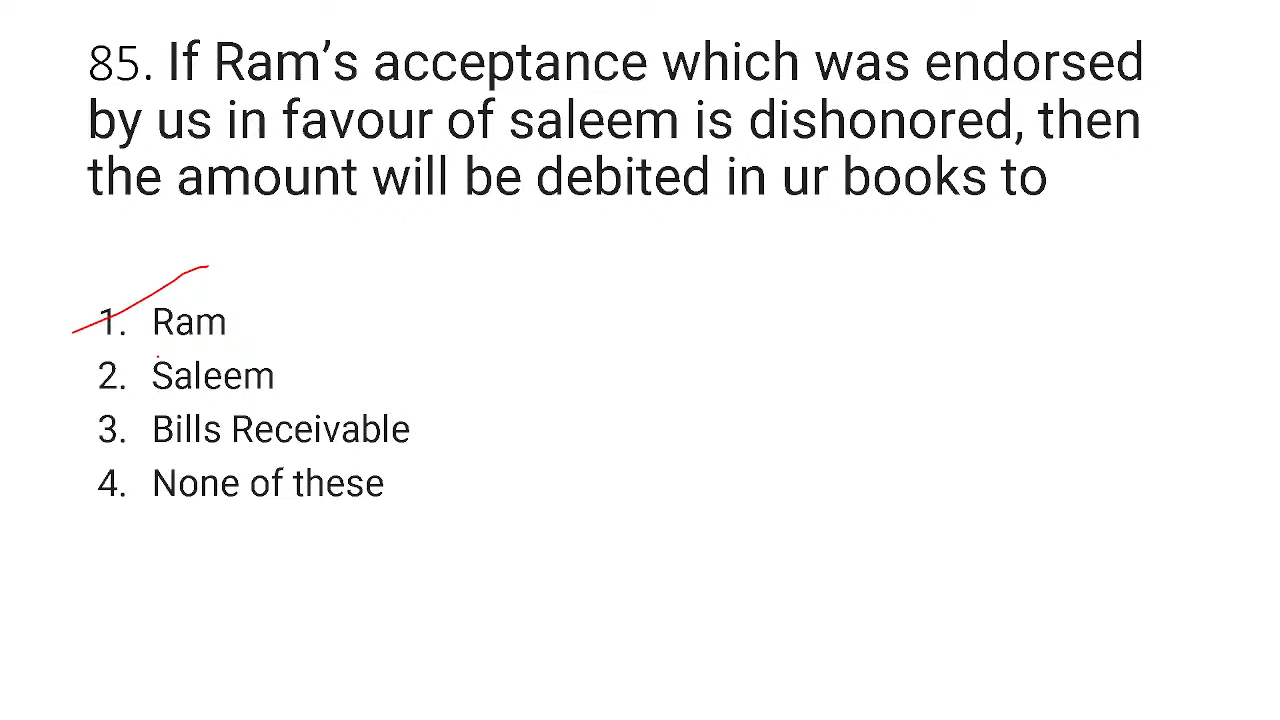 85. If Ram’s acceptance which was endorsed
by us in favour of saleem is dishonored, then
the amount will be debited in ur books to
1. Ram
2. Saleem
3. Bills Receivable
4. None of these